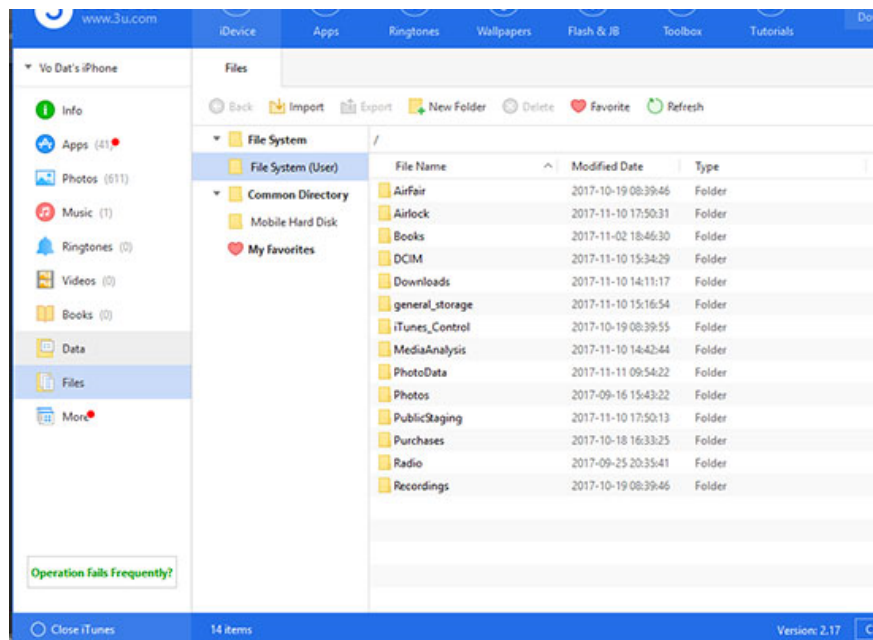 www.3u.com
iDevice Apps Ringtones Wallpapers Flash & JB Toolbox Tutorials
Vo Dat's iPhone Files
Info
Apps (41)
Photos (611)
Music (1)
Ringtones (0)
Videos (0)
Books (0)
Data
Files
More
Operation Fails Frequently?
Back Import Export New Folder Delete Favorite Refresh
File System
File System (User)
Common Directory
Mobile Hard Disk
My Favorites
/
File Name Modified Date Type
AirFair 2017-10-19 08:39:46 Folder
Airlock 2017-11-10 17:50:31 Folder
Books 2017-11-02 18:46:30 Folder
DCIM 2017-11-10 15:34:29 Folder
Downloads 2017-11-10 14:11:17 Folder
general_storage 2017-11-10 15:16:54 Folder
iTunes_Control 2017-10-19 08:39:55 Folder
MediaAnalysis 2017-11-10 14:42:44 Folder
PhotoData 2017-11-11 09:54:22 Folder
Photos 2017-09-16 15:43:22 Folder
PublicStaging 2017-11-10 17:50:13 Folder
Purchases 2017-10-18 16:33:25 Folder
Radio 2017-09-25 20:35:41 Folder
Recordings 2017-10-19 08:39:46 Folder
Close iTunes 14 items Version: 2.17